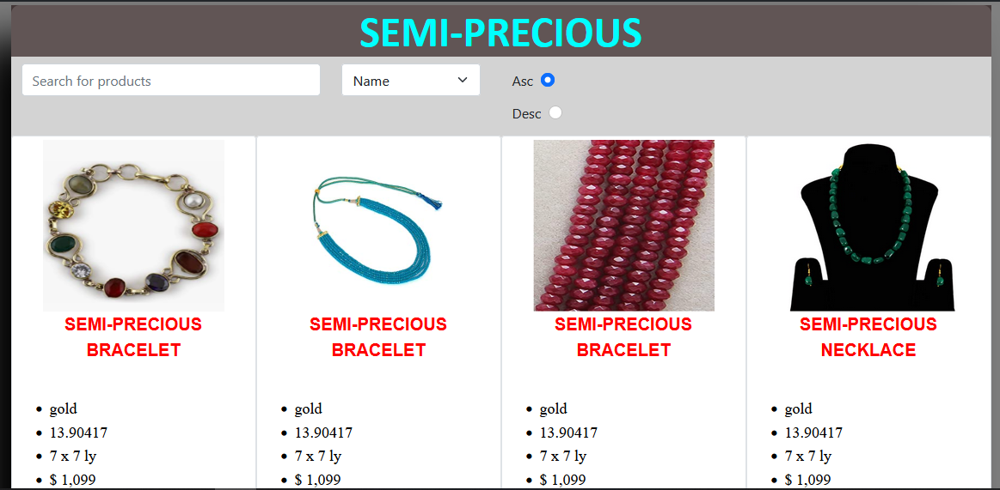 SEMI-PRECIOUS
Search for products
Name
Asc
Desc
SEMI-PRECIOUS
BRACELET
gold
13.90417
7 x 7 ly
$ 1,099
SEMI-PRECIOUS
BRACELET
gold
13.90417
7 x 7 ly
$ 1,099
SEMI-PRECIOUS
BRACELET
gold
13.90417
7 x 7 ly
$ 1,099
SEMI-PRECIOUS
NECKLACE
gold
13.90417
7 x 7 ly
$ 1,099